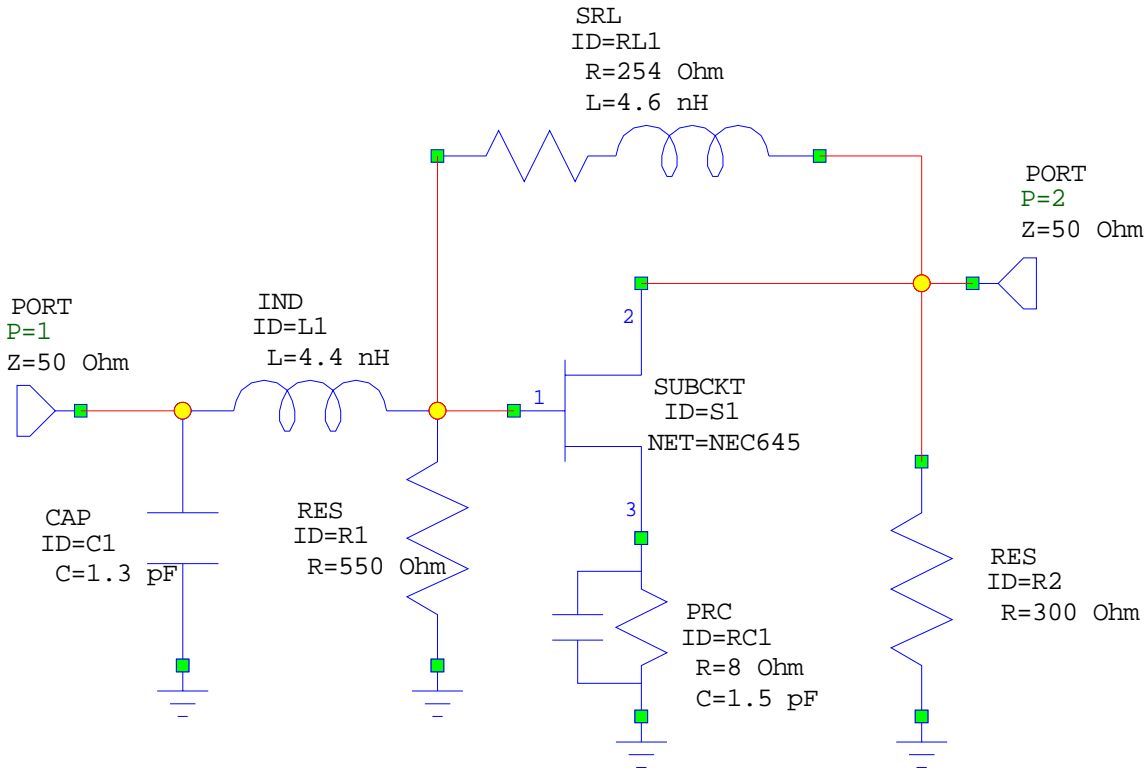 SRL
ID=RL1
R=254 Ohm
L=4.6 nH
PORT
P=2
Z=50 Ohm
PORT
P=1
Z=50 Ohm
IND
ID=L1
L=4.4 nH
2
1
SUBCKT
ID=S1
NET=NEC645
3
CAP
ID=C1
C=1.3 pF
RES
ID=R1
R=550 Ohm
PRC
ID=RC1
R=8 Ohm
C=1.5 pF
RES
ID=R2
R=300 Ohm